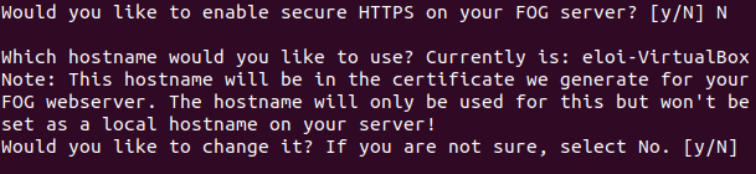 Would you like to enable secure HTTPS on your FOG server? [y/N] N
Which hostname would you like to use? Currently is: eloi-VirtualBox
Note: This hostname will be in the certificate we generate for your
FOG webserver. The hostname will only be used for this but won't be
set as a local hostname on your server!
Would you like to change it? If you are not sure, select No. [y/N]